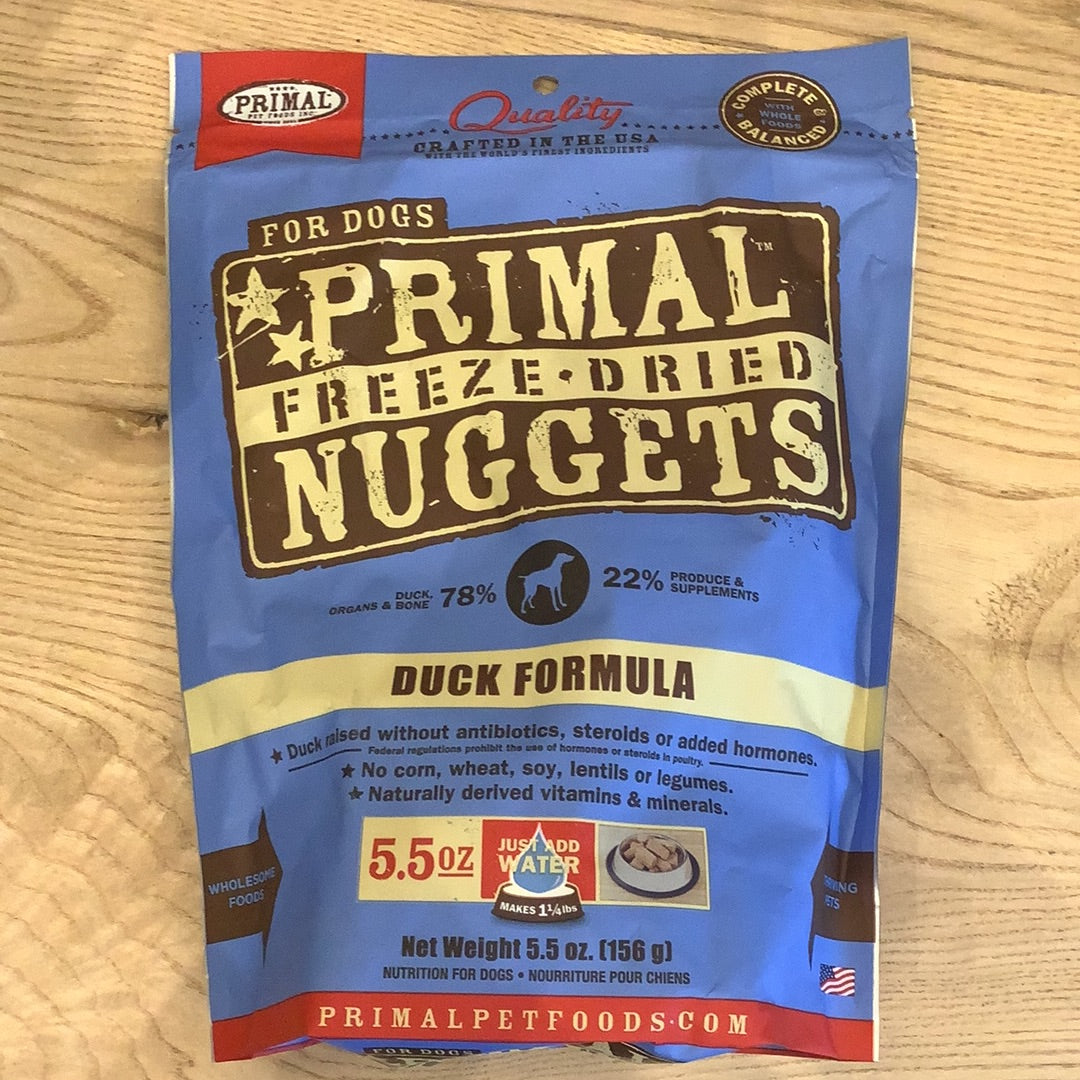 PRIMAL
PET FOODS INC
Quality
CRAFTED IN THE USA
WITH THE WORLD'S FINEST INGREDIENTS
COMPLETE &
WITH
WHOLE
FOODS
BALANCED
FOR DOGS
PRIMAL™
FREEZE·DRIED
NUGGETS
DUCK,
ORGANS & BONE 78%
22% PRODUCE &
SUPPLEMENTS
DUCK FORMULA
Duck raised without antibiotics, steroids or added hormones.
Federal regulations prohibit the use of hormones or steroids in poultry.
No corn, wheat, soy, lentils or legumes.
Naturally derived vitamins & minerals.
5.5oz
JUST ADD
WATER
MAKES 1¼lbs
WHOLESOME
FOODS
Net Weight 5.5 oz. (156 g)
NUTRITION FOR DOGS • NOURRITURE POUR CHIENS
PRIMALPETFOODS.COM
FOR DOGS